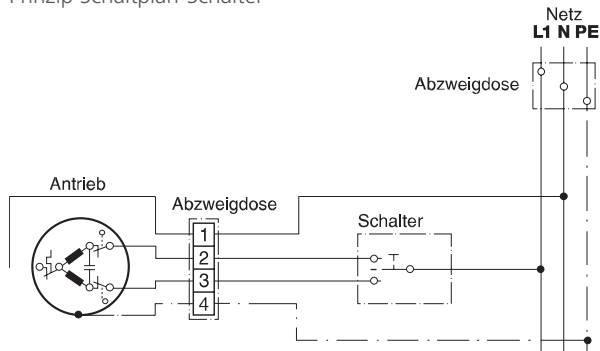 Prinzip-Schaltplan Schalter
Netz
L1 N PE
Abzweigdose
Antrieb
Abzweigdose
Schalter
1
2
3
4